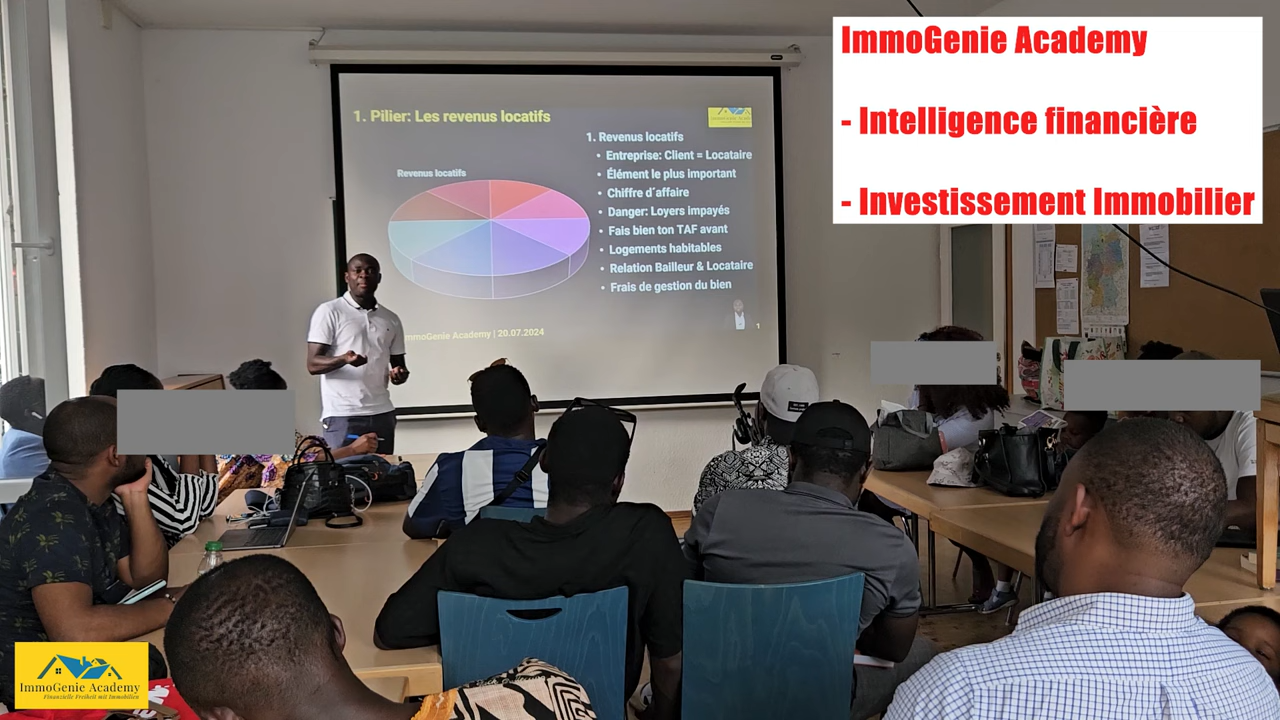 ImmoGenie Academy
- Intelligence financière
- Investissement Immobilier
1. Pilier: Les revenus locatifs
Revenus locatifs
1. Revenus locatifs
• Entreprise: Client = Locataire
• Élément le plus important
• Chiffre d´affaire
• Danger: Loyers impayés
• Fais bien ton TAF avant
• Logements habitables
• Relation Bailleur & Locataire
• Frais de gestion du bien
mmoGenie Academy | 20.07.2024
1
ImmoGenie Academy
Finanzielle Freiheit mit Immobilien